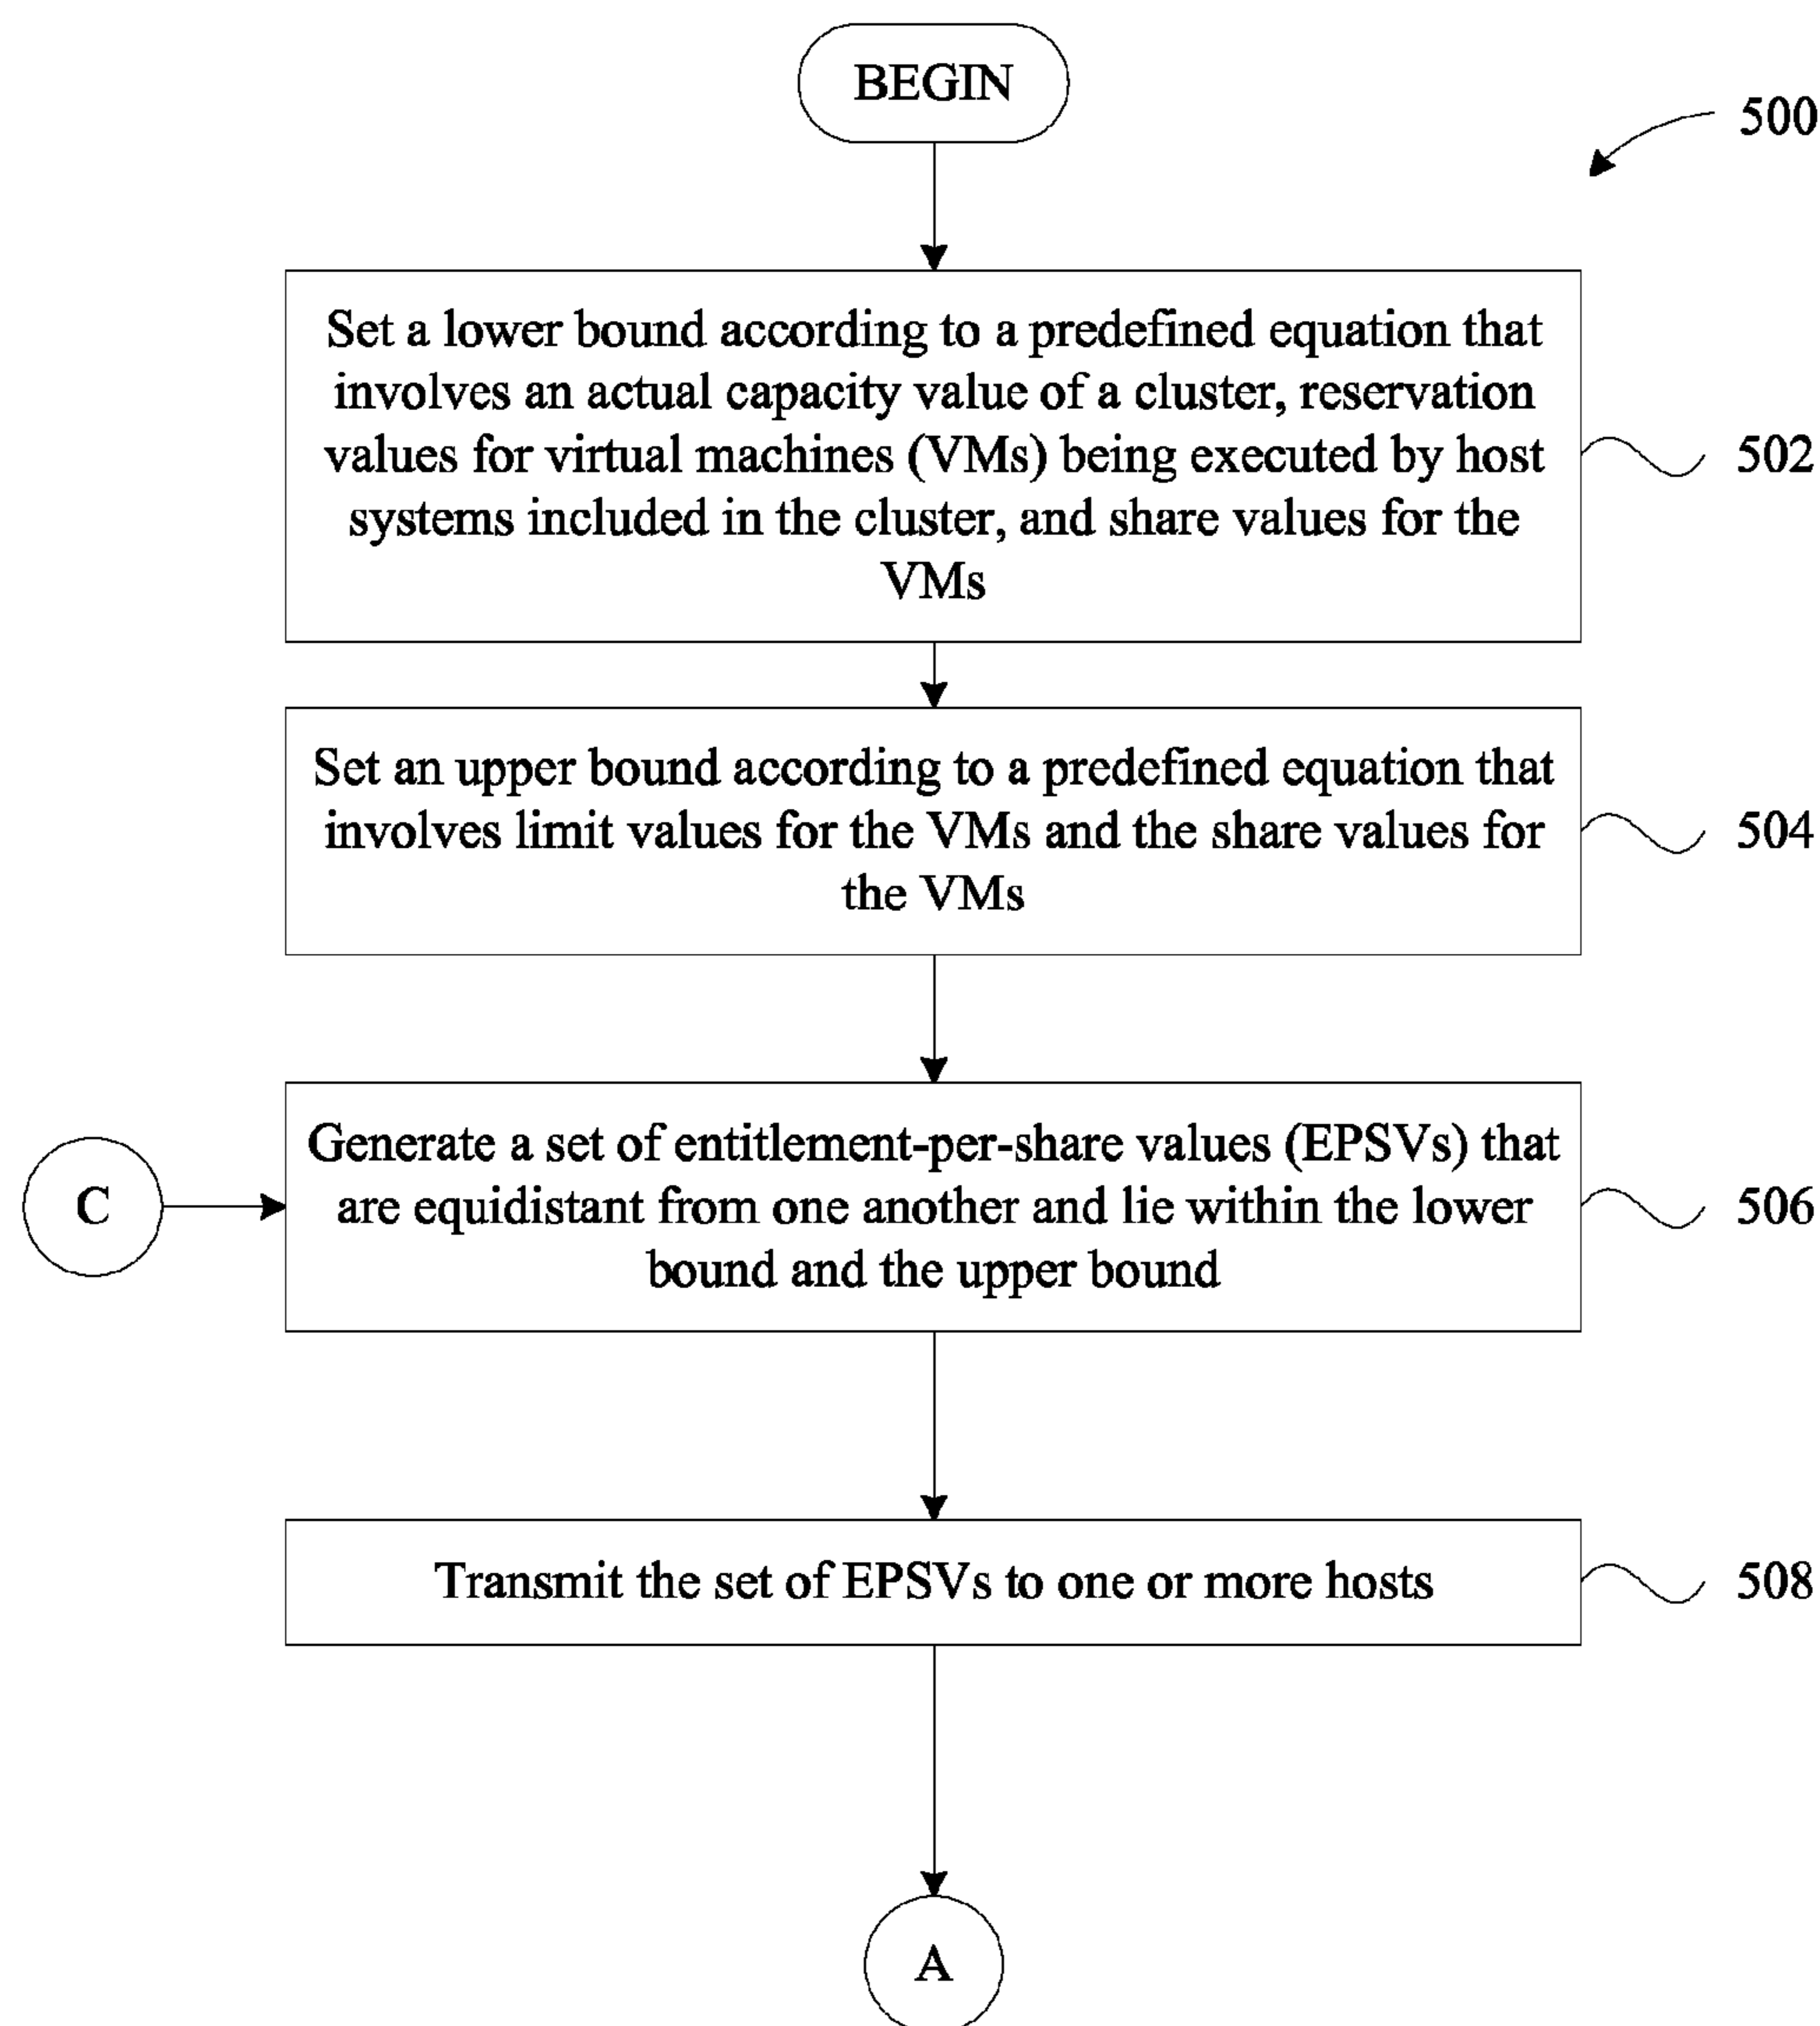 BEGIN
500
Set a lower bound according to a predefined equation that
involves an actual capacity value of a cluster, reservation
values for virtual machines (VMs) being executed by host
systems included in the cluster, and share values for the
VMs
502
Set an upper bound according to a predefined equation that
involves limit values for the VMs and the share values for
the VMs
504
C
Generate a set of entitlement-per-share values (EPSVs) that
are equidistant from one another and lie within the lower
bound and the upper bound
506
Transmit the set of EPSVs to one or more hosts
508
A